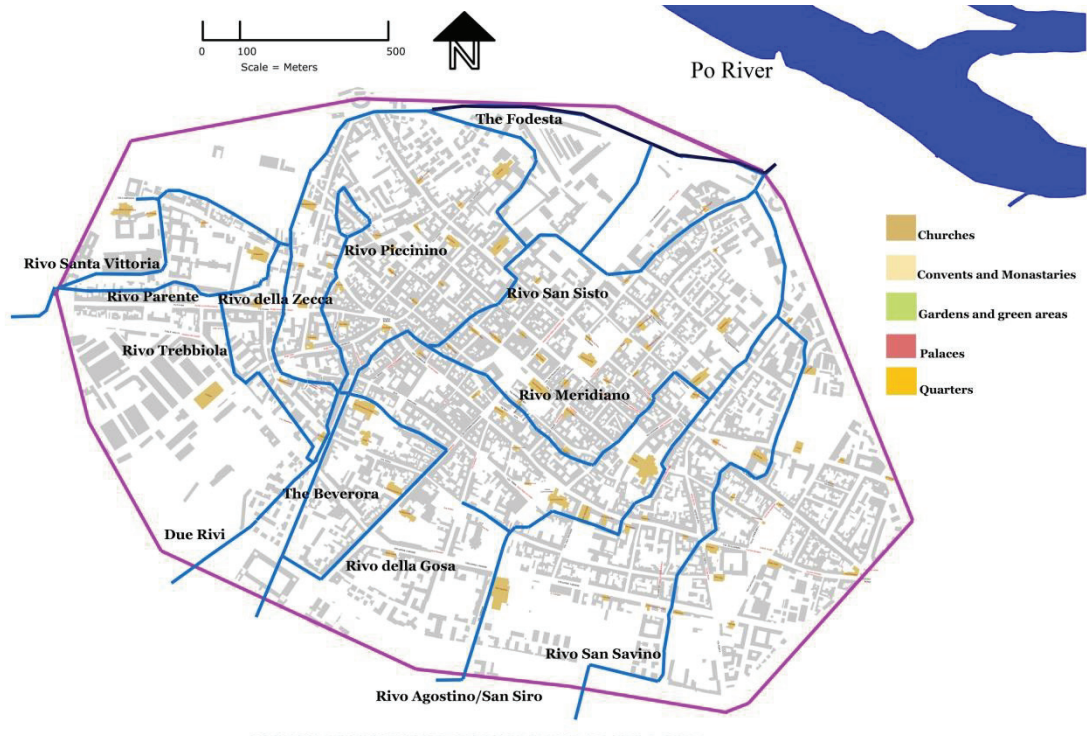 0 100 500
Scale = Meters
N
Po River
The Fodesta
Churches
Rivo Piccinino
Rivo Santa Vittoria
Convents and Monastaries
Rivo Parente
Rivo della Zecca
Rivo San Sisto
Gardens and green areas
Rivo Trebbiola
Palaces
Rivo Meridiano
Quarters
The Beverora
Due Rivi
Rivo della Gosa
Rivo San Savino
Rivo Agostino/San Siro